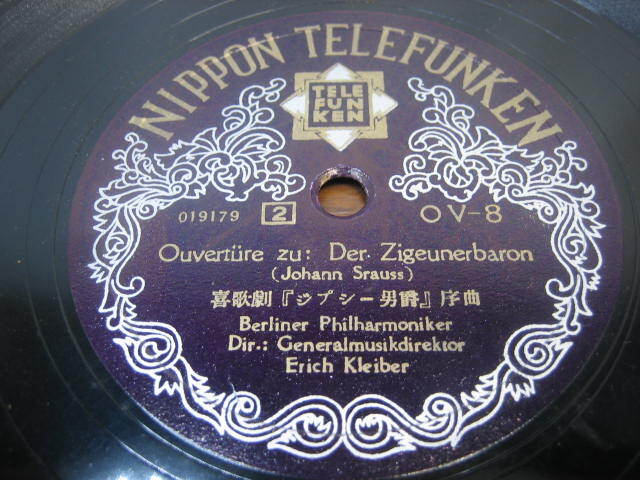 NIPPON TELEFUNKEN
TELE
FUN
KEN
019179 2 OV-8
Ouvertüre zu: Der Zigeunerbaron
(Johann Srauss)
喜歌劇『ジプシー男爵』序曲
Berliner Philharmoniker
Dir.: Generalmusikdirektor
Erich Kleiber